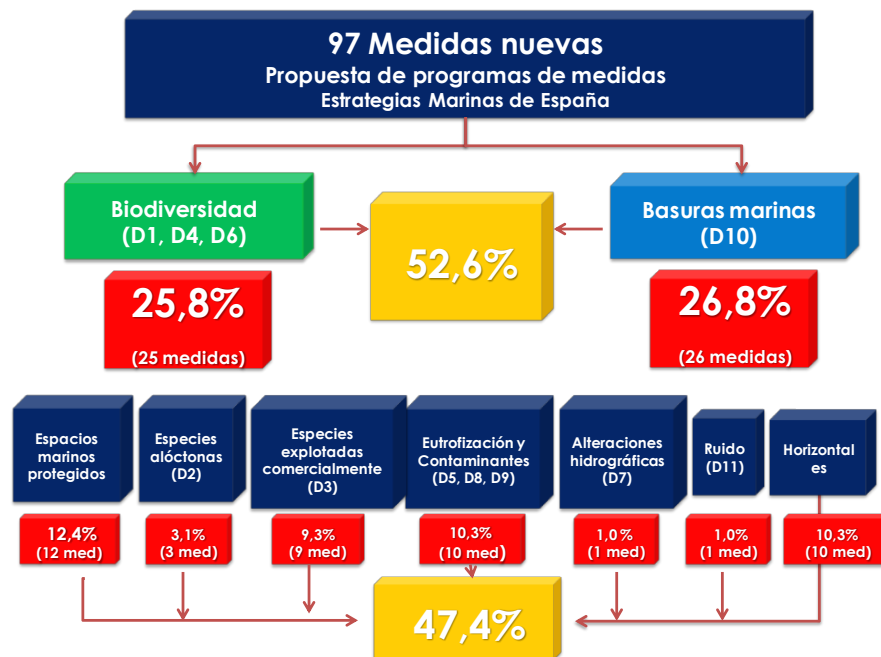 97 Medidas nuevas
Propuesta de programas de medidas
Estrategias Marinas de España
Biodiversidad
(D1, D4, D6)
52,6%
Basuras marinas
(D10)
25,8%
(25 medidas)
26,8%
(26 medidas)
Espacios
marinos
protegidos
Especies
alóctonas
(D2)
Especies
explotadas
comercialmente
(D3)
Eutrofización y
Contaminantes
(D5, D8, D9)
Alteraciones
hidrográficas
(D7)
Ruido
(D11)
Horizontal
es
12,4%
(12 med)
3,1%
(3 med)
9,3%
(9 med)
10,3%
(10 med)
1,0%
(1 med)
1,0%
(1 med)
10,3%
(10 med)
47,4%